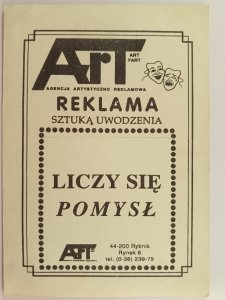 ART
ART
FART
AGENCJA ARTYSTYCZNO REKLAMOWA
REKLAMA
SZTUKĄ UWODZENIA
LICZY SIĘ
POMYSŁ
ART
44-200 Rybnik
Rynek 6
tel. (0-36) 239-75